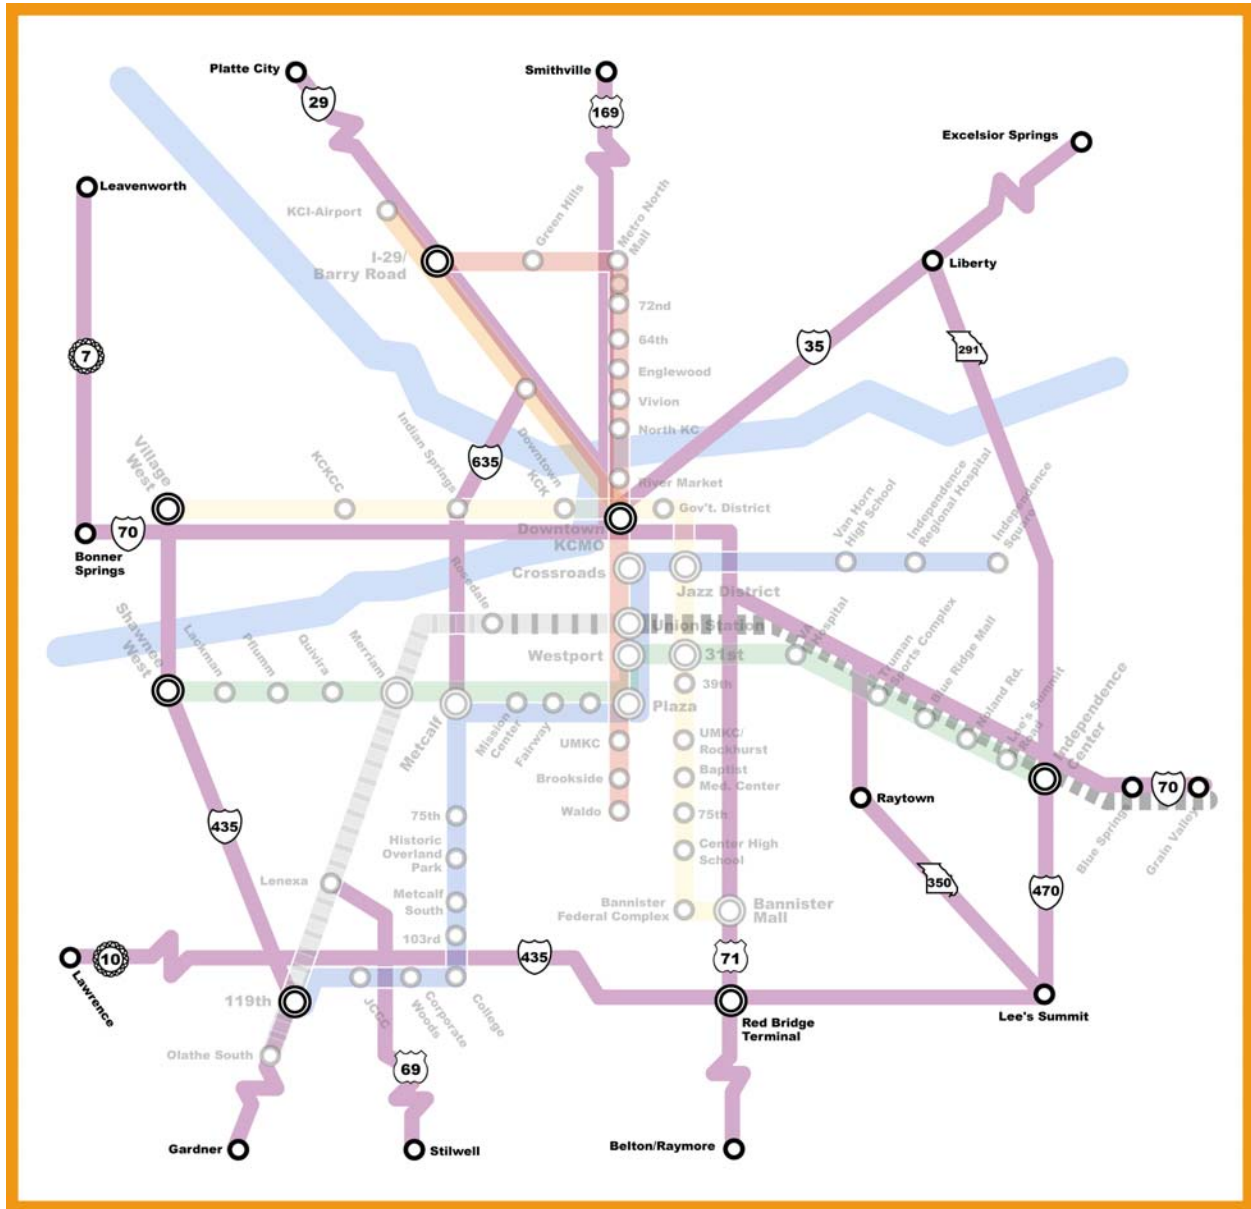 Platte City
29
Smithville
169
Excelsior Springs
Leavenworth
KCI-Airport
Green Hills
Metro North
Mall
I-29/
Barry Road
Liberty
72nd
64th
35
291
7
Englewood
Vivion
North KC
Village
West
KCKCC
Indian Springs
635
Downtown
KCK
River Market
Gov't. District
Van Horn
High School
Independence
Regional Hospital
Independence
Square
70
Bonner
Springs
Downtown
KCMO
Crossroads
Jazz District
Rosedale
Union Station
VA
Hospital
Shawnee
West
Lackman
Pflumm
Quivira
Merriam
Westport
31st
39th
Truman
Sports Complex
Blue Ridge Mall
Noland Rd.
Lee's Summit
Road
Independence
Center
Metcalf
Mission
Center
Fairway
Plaza
UMKC
UMKC/
Rockhurst
Brookside
Baptist
Med. Center
Waldo
75th
75th
Raytown
Blue Springs
70
Grain Valley
435
Historic
Overland
Park
Center High
School
Lenexa
Metcalf
South
350
470
Bannister
Federal Complex
Bannister
Mall
103rd
10
Lawrence
435
71
119th
JCCC
Corporate
Woods
College
Red Bridge
Terminal
Lee's Summit
Olathe South
69
Gardner
Stilwell
Belton/Raymore